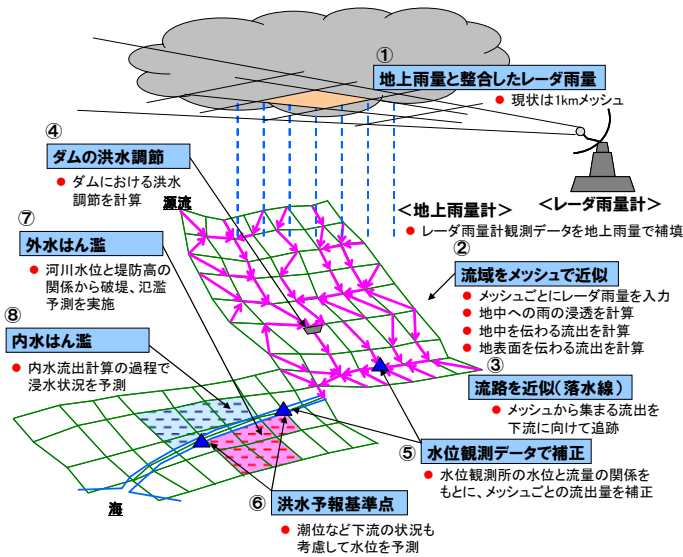 ①
地上雨量と整合したレーダ雨量
● 現状は1kmメッシュ
④
ダムの洪水調節
● ダムにおける洪水
調節を計算
源流
＜地上雨量計＞
＜レーダ雨量計＞
● レーダ雨量計観測データを地上雨量で補填
⑦
外水はん濫
● 河川水位と堤防高の
関係から破堤、氾濫
予測を実施
②
流域をメッシュで近似
● メッシュごとにレーダ雨量を入力
● 地中への雨の浸透を計算
● 地中を伝わる流出を計算
● 地表面を伝わる流出を計算
⑧
内水はん濫
● 内水流出計算の過程で
浸水状況を予測
③
流路を近似（落水線）
● メッシュから集まる流出を
下流に向けて追跡
⑤
水位観測データで補正
● 水位観測所の水位と流量の関係を
もとに、メッシュごとの流出量を補正
⑥
洪水予報基準点
● 潮位など下流の状況も
考慮して水位を予測
海